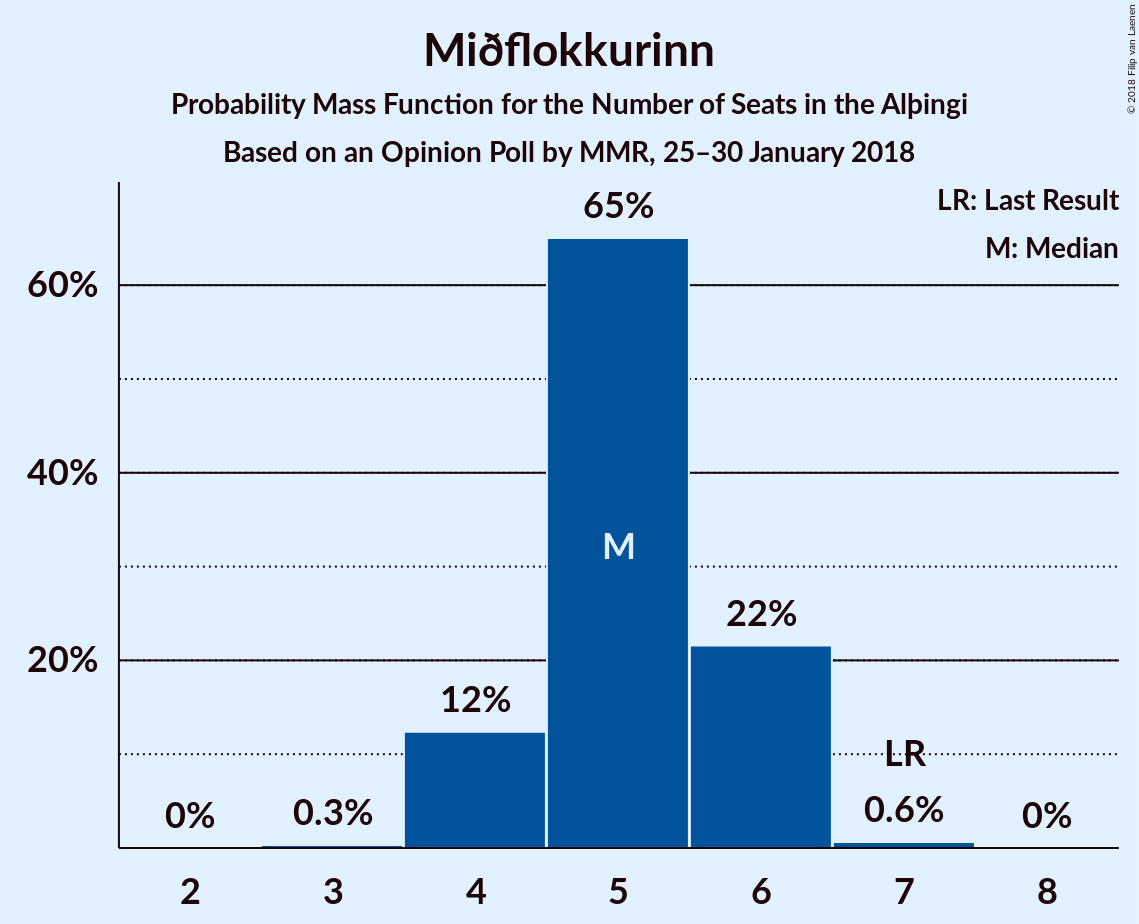 Miðflokkurinn
Probability Mass Function for the Number of Seats in the Alþingi
Based on an Opinion Poll by MMR, 25–30 January 2018
© 2018 Filip van Laenen
LR: Last Result
M: Median
65%
60%
40%
M
22%
20%
12%
LR
0% 0.3% 0.6% 0%
2 3 4 5 6 7 8